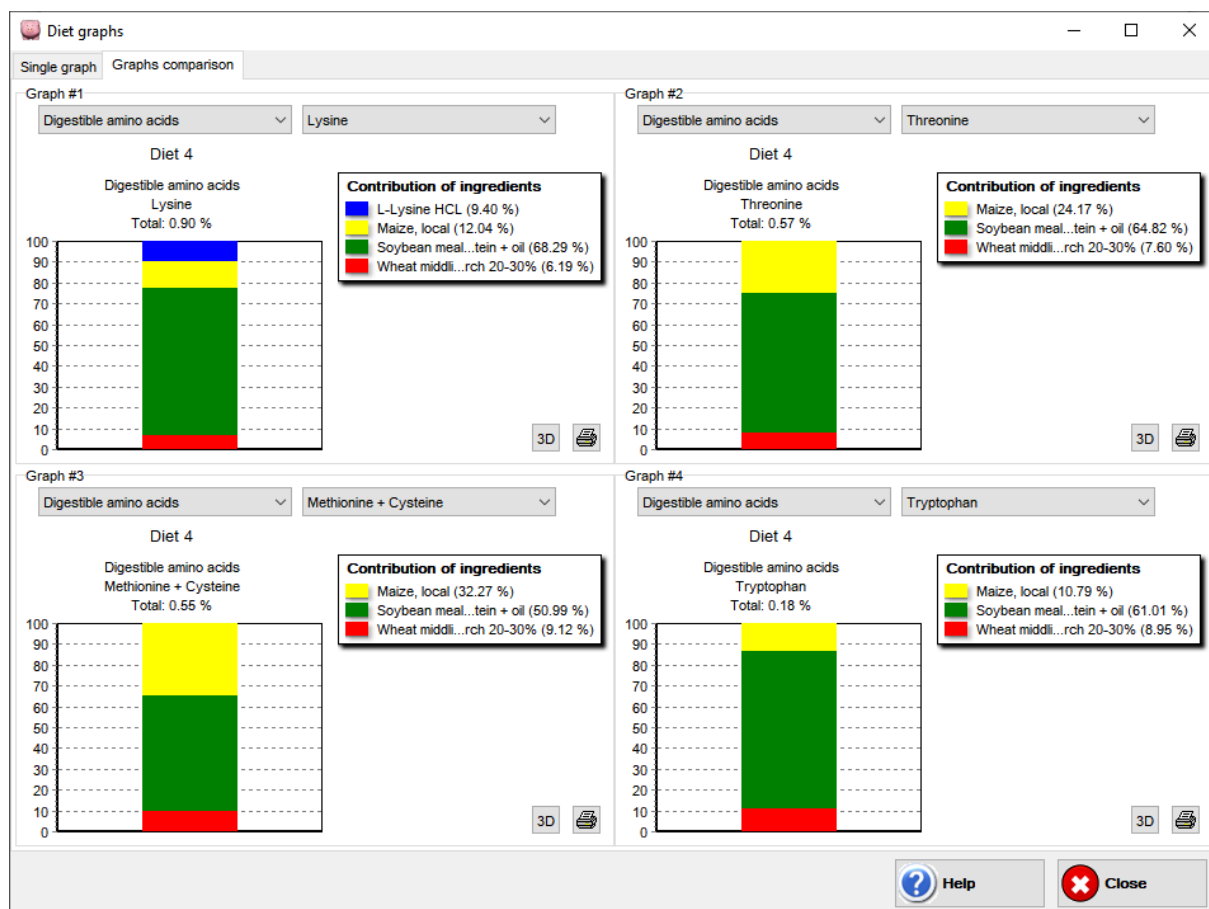 Diet graphs
Single graph
Graphs comparison
Graph #1
Digestible amino acids
Lysine
Diet 4
Digestible amino acids
Lysine
Total: 0.90 %
100
90
80
70
60
50
40
30
20
10
0
Contribution of ingredients
L-Lysine HCL (9.40 %)
Maize, local (12.04 %)
Soybean meal...tein + oil (68.29 %)
Wheat middli...rch 20-30% (6.19 %)
3D
Graph #2
Digestible amino acids
Threonine
Diet 4
Digestible amino acids
Threonine
Total: 0.57 %
100
90
80
70
60
50
40
30
20
10
0
Contribution of ingredients
Maize, local (24.17 %)
Soybean meal...tein + oil (64.82 %)
Wheat middli...rch 20-30% (7.60 %)
3D
Graph #3
Digestible amino acids
Methionine + Cysteine
Diet 4
Digestible amino acids
Methionine + Cysteine
Total: 0.55 %
100
90
80
70
60
50
40
30
20
10
0
Contribution of ingredients
Maize, local (32.27 %)
Soybean meal...tein + oil (50.99 %)
Wheat middli...rch 20-30% (9.12 %)
3D
Graph #4
Digestible amino acids
Tryptophan
Diet 4
Digestible amino acids
Tryptophan
Total: 0.18 %
100
90
80
70
60
50
40
30
20
10
0
Contribution of ingredients
Maize, local (10.79 %)
Soybean meal...tein + oil (61.01 %)
Wheat middli...rch 20-30% (8.95 %)
3D
Help
Close